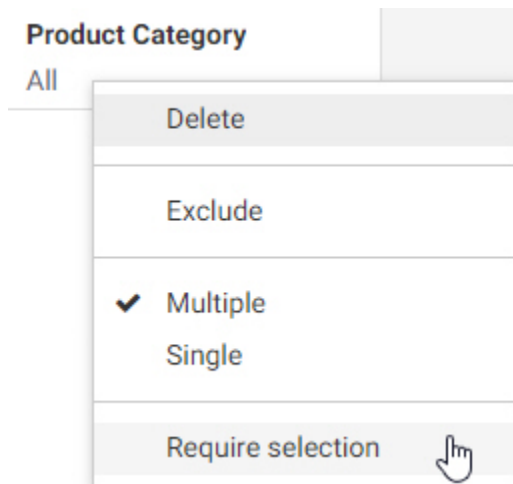 Product Category
All
Delete
Exclude
Multiple
Single
Require selection